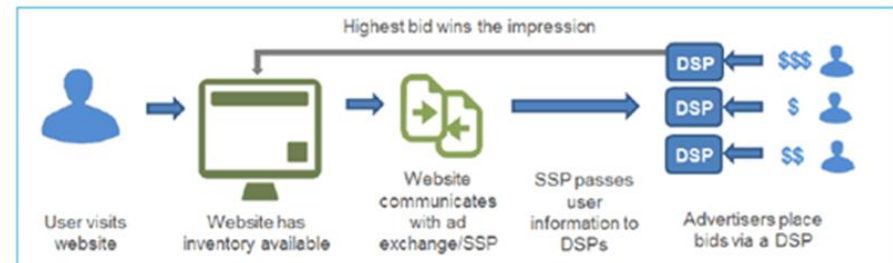 Highest bid wins the impression
DSP
$$$
DSP
$
DSP
$$
User visits
website
Website has
inventory available
Website
communicates
with ad
exchange/SSP
SSP passes
user
information to
DSPs
Advertisers place
bids via a DSP